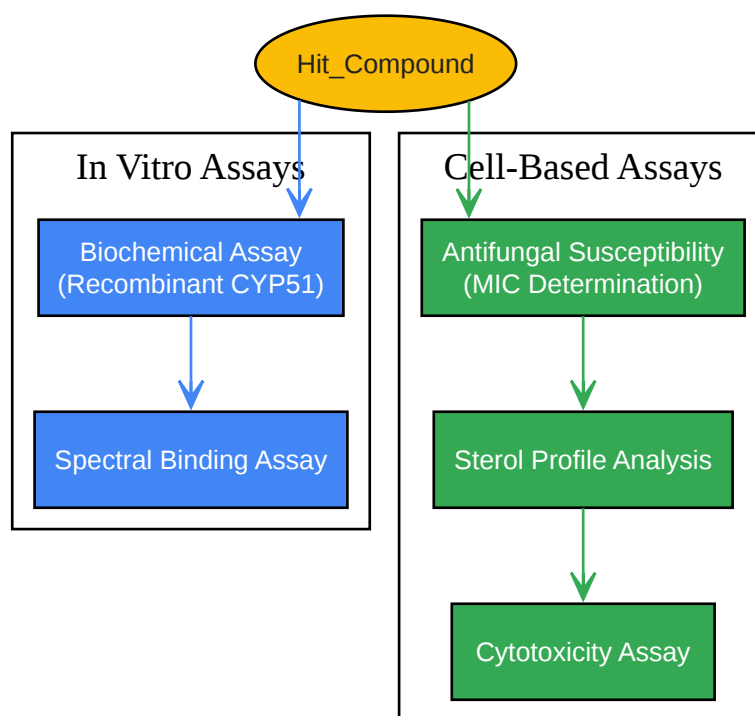 Hit_Compound
In Vitro Assays
Biochemical Assay
(Recombinant CYP51)
Spectral Binding Assay
Cell-Based Assays
Antifungal Susceptibility
(MIC Determination)
Sterol Profile Analysis
Cytotoxicity Assay